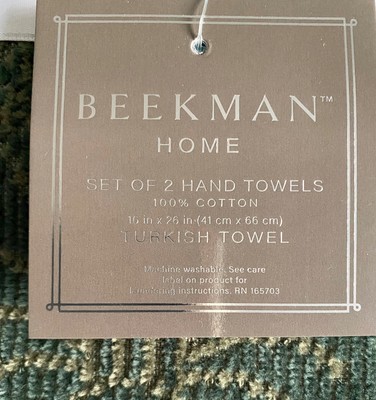 BEEKMAN™
HOME
SET OF 2 HAND TOWELS
100% COTTON
16 in x 26 in (41 cm x 66 cm)
TURKISH TOWEL
Machine washable. See care
label on product for
laundering instructions. RN 165703